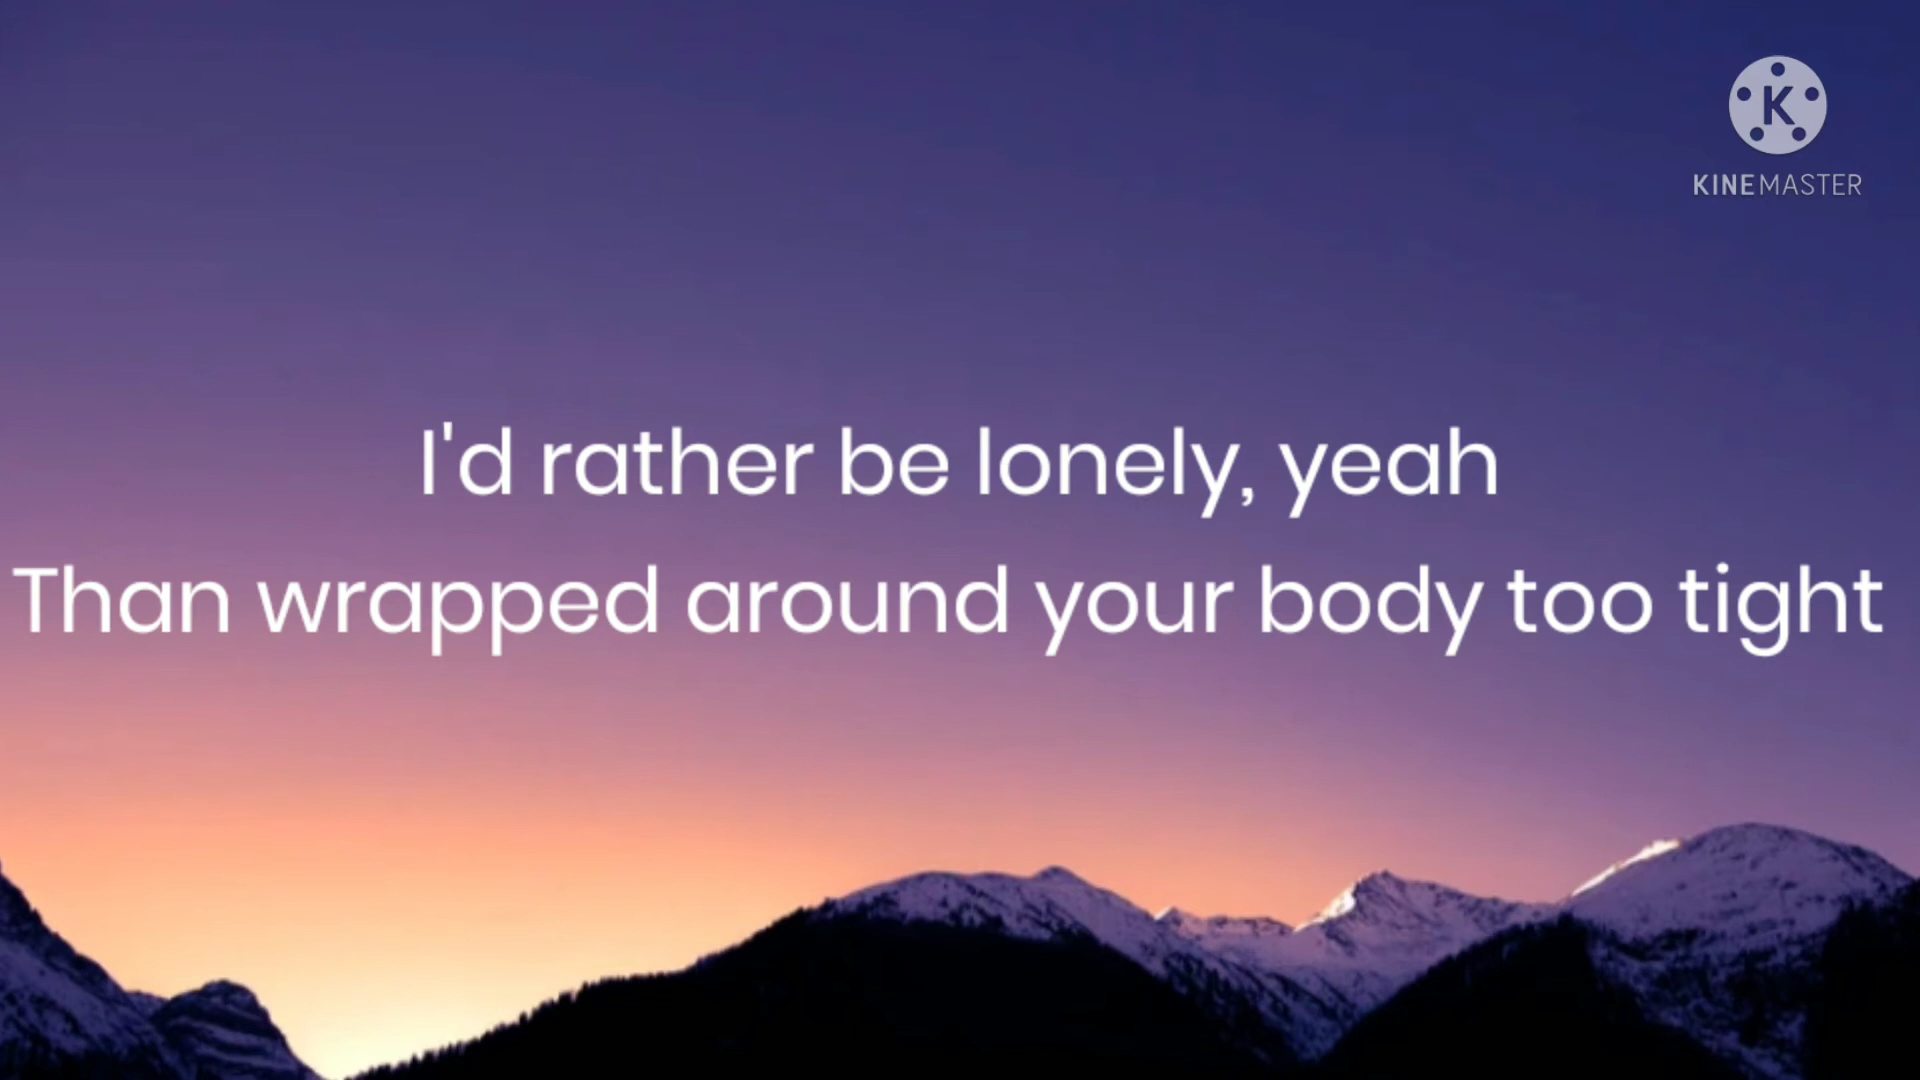 K
KINEMASTER
I'd rather be lonely, yeah
Than wrapped around your body too tight